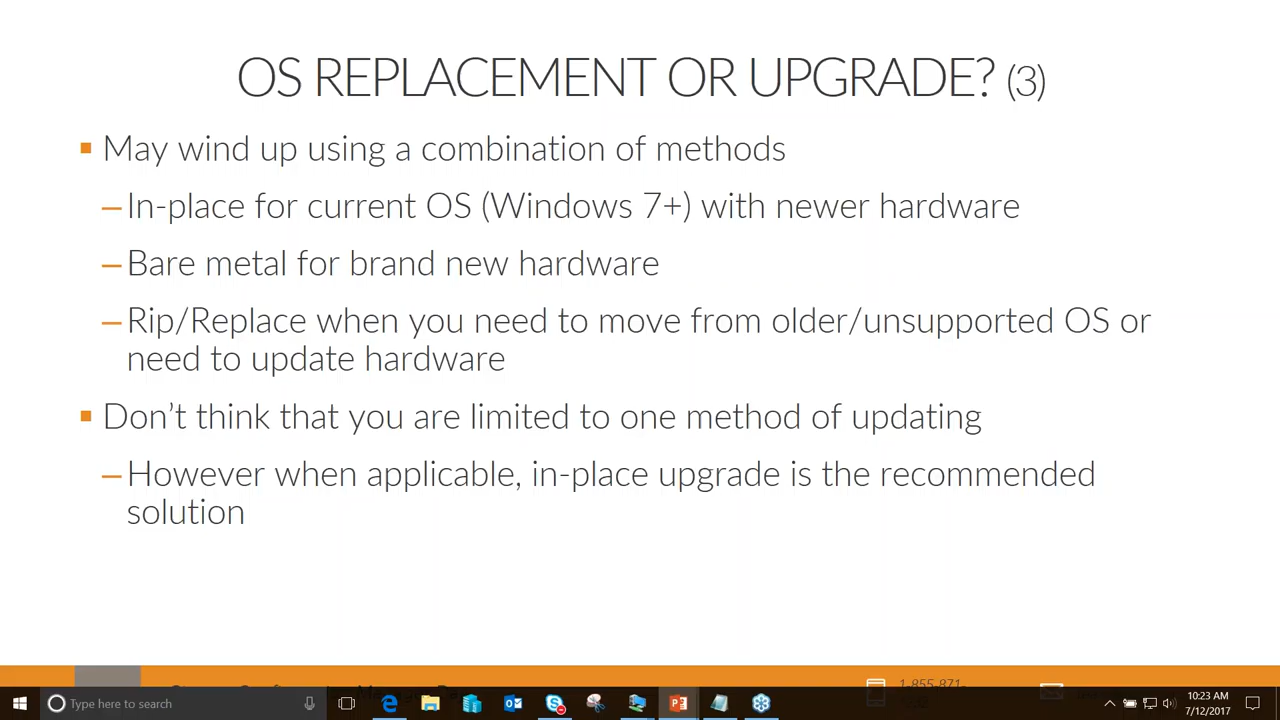 OS REPLACEMENT OR UPGRADE? (3)
May wind up using a combination of methods
–In-place for current OS (Windows 7+) with newer hardware
–Bare metal for brand new hardware
–Rip/Replace when you need to move from older/unsupported OS or
need to update hardware
Don’t think that you are limited to one method of updating
–However when applicable, in-place upgrade is the recommended
solution
1-855-871-
Type here to search
10:23 AM
7/12/2017